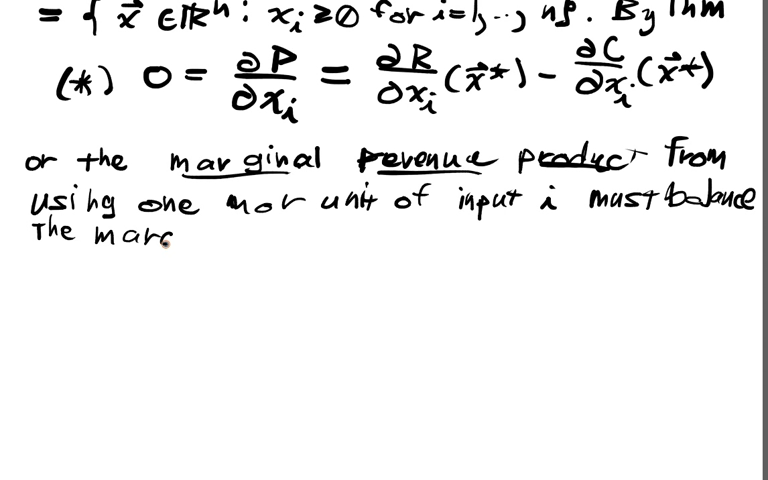 = { x⃗ ∈ ℝⁿ : xᵢ ≥ 0 for i=1,..., n}. By Thm
(*) 0 = ∂P/∂xᵢ = ∂R/∂xᵢ (x⃗*) - ∂C/∂xᵢ (x⃗*)
or the marginal revenue product from
using one mor unit of input i must balance
The marg